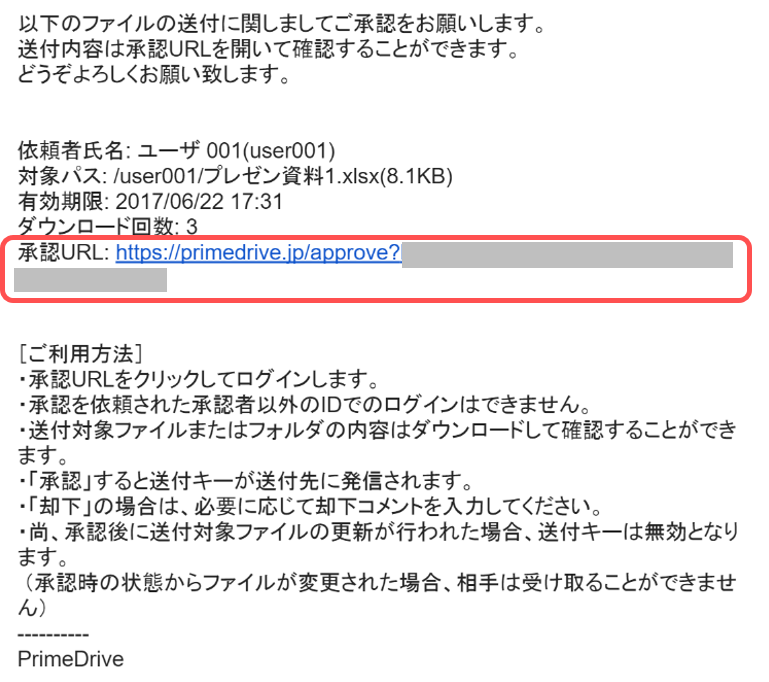 以下のファイルの送付に関しましてご承認をお願いします。
送付内容は承認URLを開いて確認することができます。
どうぞよろしくお願い致します。
依頼者氏名: ユーザ 001(user001)
対象パス: /user001/プレゼン資料1.xlsx(8.1KB)
有効期限: 2017/06/22 17:31
ダウンロード回数: 3
承認URL: https://primedrive.jp/approve?
［ご利用方法］
・承認URLをクリックしてログインします。
・承認を依頼された承認者以外のIDでのログインはできません。
・送付対象ファイルまたはフォルダの内容はダウンロードして確認することができ
ます。
・「承認」すると送付キーが送付先に発信されます。
・「却下」の場合は、必要に応じて却下コメントを入力してください。
・尚、承認後に送付対象ファイルの更新が行われた場合、送付キーは無効となり
ます。
（承認時の状態からファイルが変更された場合、相手は受け取ることができませ
ん）
----------
PrimeDrive